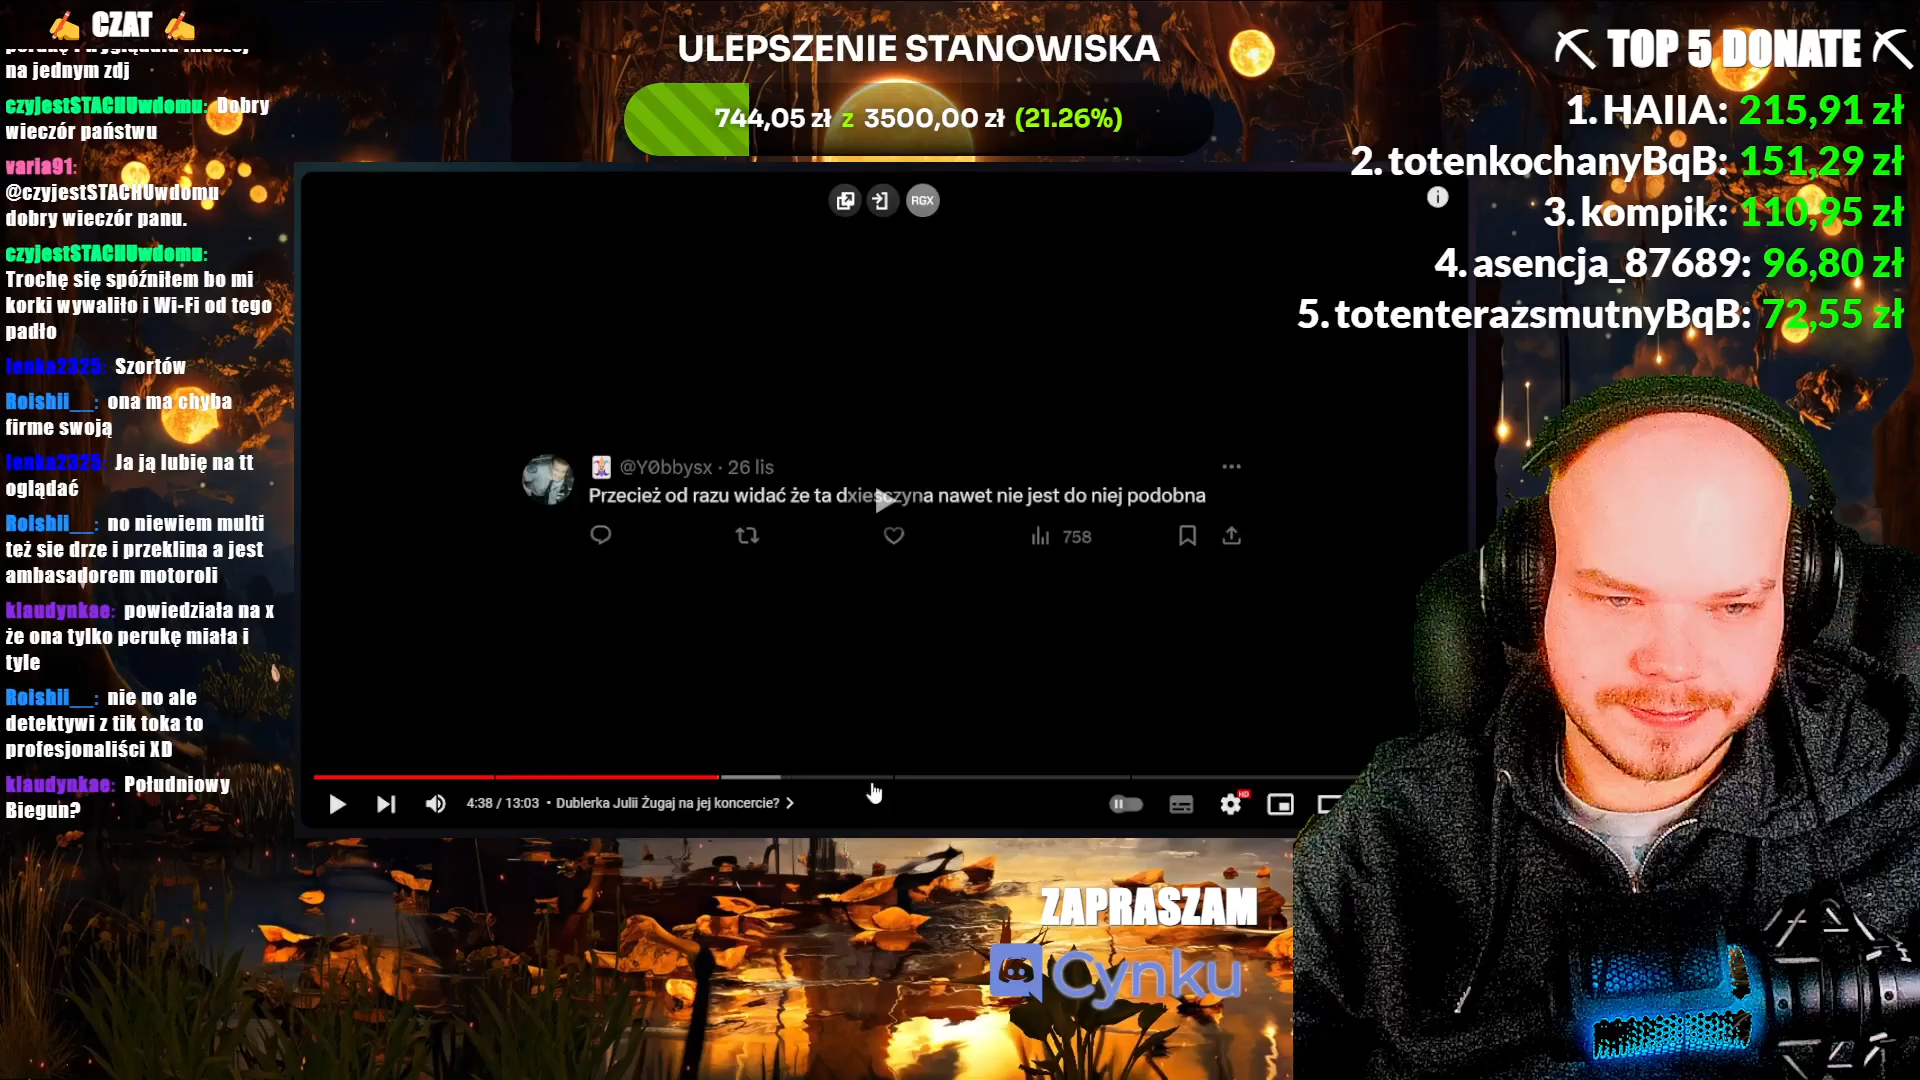 ✍️ CZAT ✍️
na jednym zdj
czyjestSTACHUwdomu: Dobry
wieczór państwu
varia91:
@czyjestSTACHUwdomu
dobry wieczór panu.
czyjestSTACHUwdomu:
Trochę się spóźniłem bo mi
korki wywaliło i Wi-Fi od tego
padło
lenka2325: Szortów
Roishii__: ona ma chyba
firme swoją
lenka2325: Ja ją lubię na tt
oglądać
Roishii__: no niewiem multi
też sie drze i przeklina a jest
ambasadorem motoroli
klaudynkae: powiedziała na x
że ona tylko perukę miała i
tyle
Roishii__: nie no ale
detektywi z tik toka to
profesjonaliści XD
klaudynkae: Południowy
Biegun?
ULEPSZENIE STANOWISKA
744,05 zł z 3500,00 zł (21.26%)
RGX
@Y0bbysx · 26 lis
Przecież od razu widać że ta dxiesczyna nawet nie jest do niej podobna
758
4:38 / 13:03 • Dublerka Julii Żugaj na jej koncercie?
HD
TOP 5 DONATE
1. HAIIA: 215,91 zł
2. totenkochanyBqB: 151,29 zł
3. kompik: 110,95 zł
4. asencja_87689: 96,80 zł
5. totenterazsmutnyBqB: 72,55 zł
ZAPRASZAM
Cynku